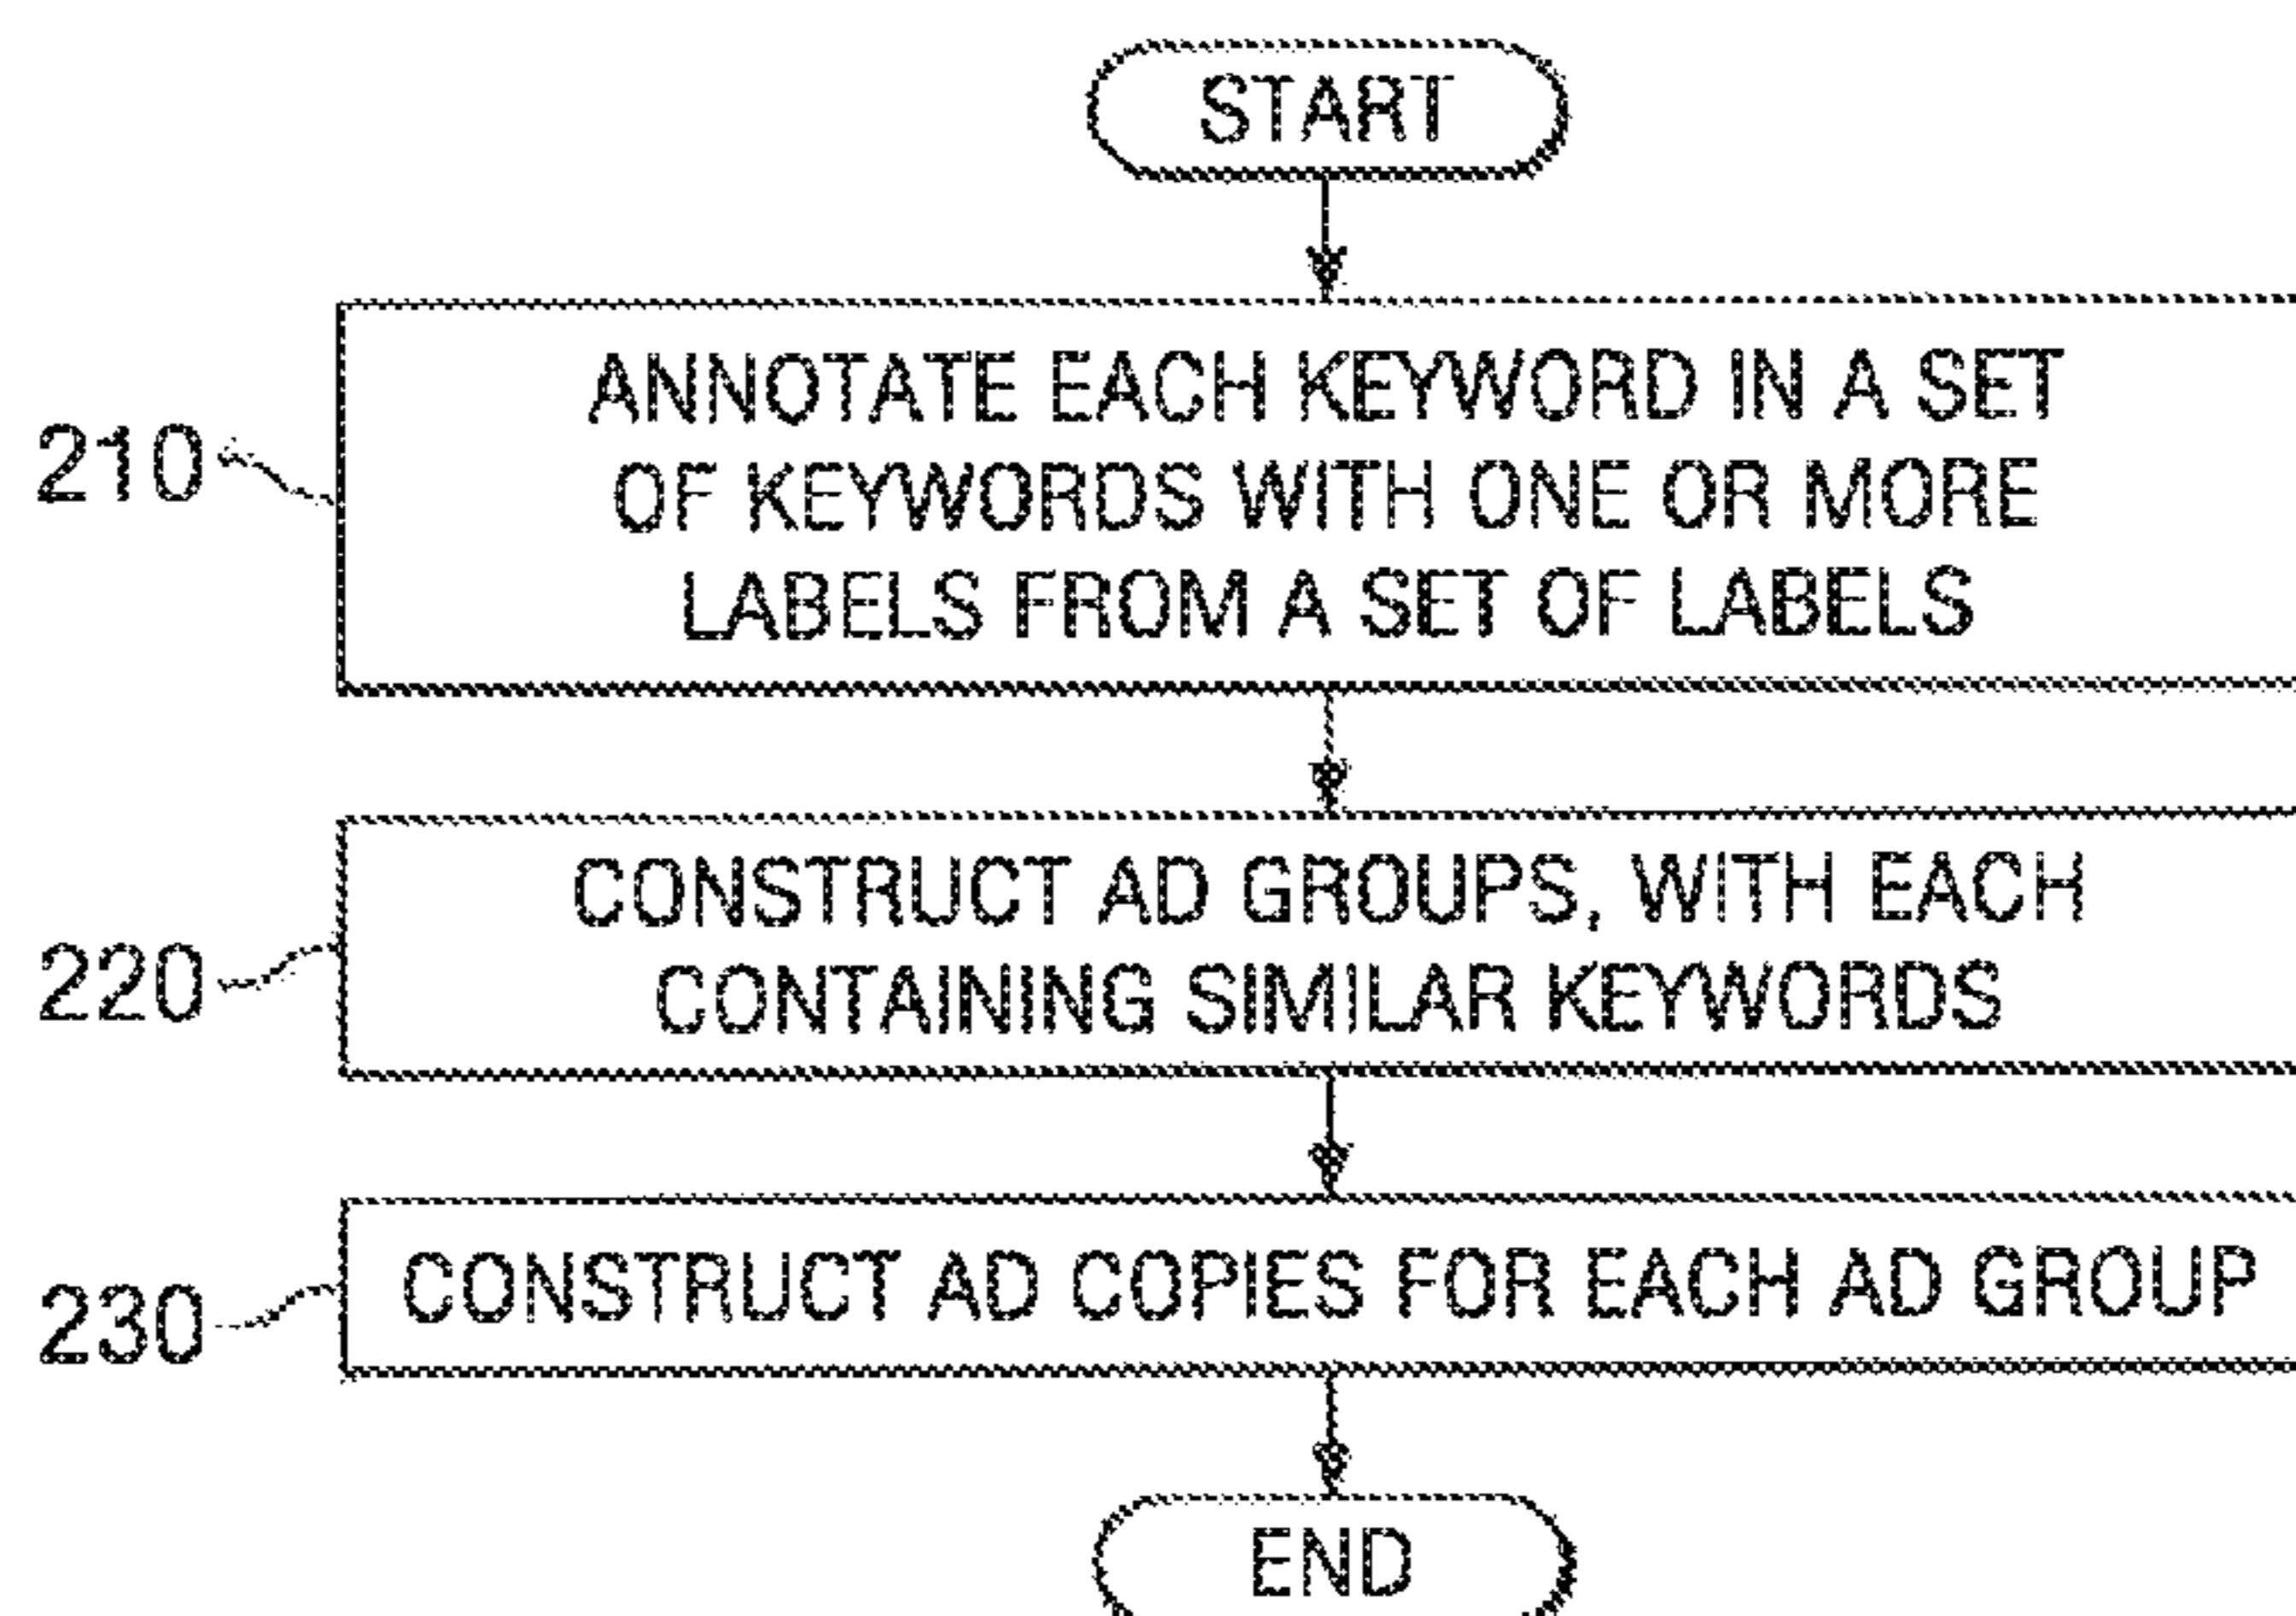 START
ANNOTATE EACH KEYWORD IN A SET
210
OF KEYWORDS WITH ONE OR MORE
LABELS FROM A SET OF LABELS
CONSTRUCT AD GROUPS, WITH EACH
220
CONTAINING SIMILAR KEYWORDS
230
CONSTRUCT AD COPIES FOR EACH AD GROUP
END